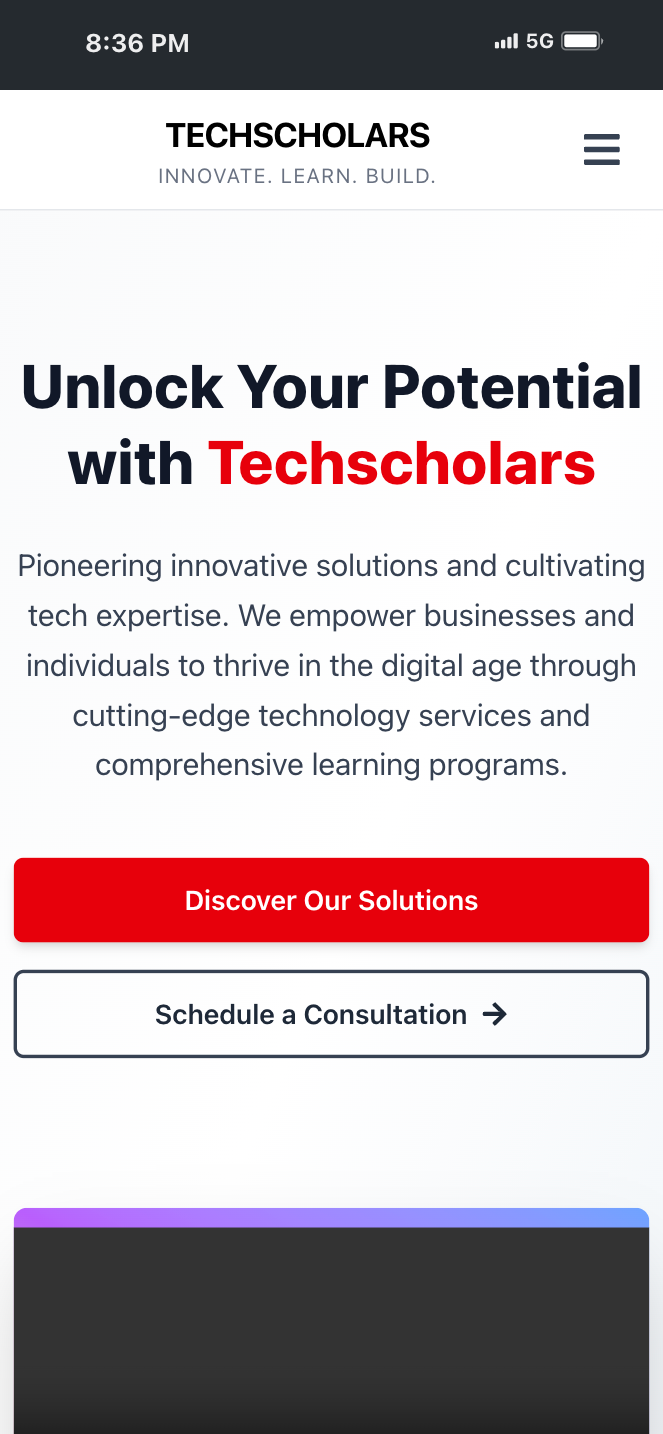 8:36 PM 5G
TECHSCHOLARS
INNOVATE. LEARN. BUILD.
Unlock Your Potential
with Techscholars
Pioneering innovative solutions and cultivating
tech expertise. We empower businesses and
individuals to thrive in the digital age through
cutting-edge technology services and
comprehensive learning programs.
Discover Our Solutions
Schedule a Consultation →